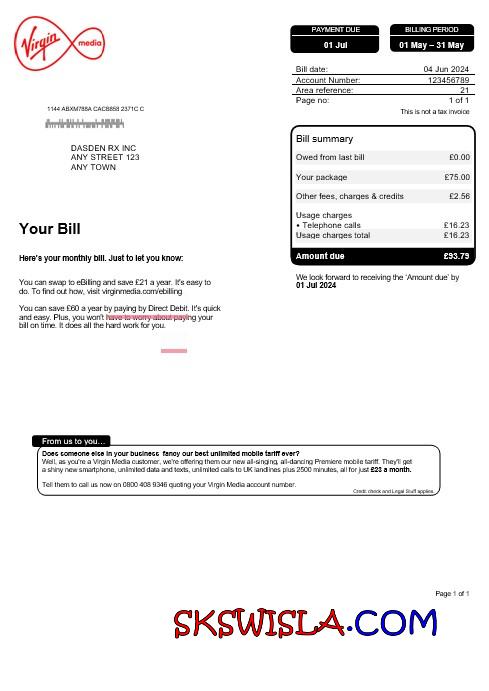 Virgin media
PAYMENT DUE
01 Jul
BILLING PERIOD
01 May – 31 May
Bill date: 04 Jun 2024
Account Number: 123456789
Area reference: 21
Page no: 1 of 1
This is not a tax invoice
1144 ABXM788A CACB858 2371C C
DASDEN RX INC
ANY STREET 123
ANY TOWN
Bill summary
Owed from last bill £0.00
Your package £75.00
Other fees, charges & credits £2.56
Usage charges
• Telephone calls £16.23
Usage charges total £16.23
Amount due £93.79
We look forward to receiving the 'Amount due' by
01 Jul 2024
Your Bill
Here's your monthly bill. Just to let you know:
You can swap to eBilling and save £21 a year. It's easy to
do. To find out how, visit virginmedia.com/ebilling
You can save £60 a year by paying by Direct Debit. It's quick
and easy. Plus, you won't have to worry about paying your
bill on time. It does all the hard work for you.
From us to you...
Does someone else in your business fancy our best unlimited mobile tariff ever?
Well, as you're a Virgin Media customer, we're offering them our new all-singing, all-dancing Premiere mobile tariff. They'll get
a shiny new smartphone, unlimited data and texts, unlimited calls to UK landlines plus 2500 minutes, all for just £23 a month.
Tell them to call us now on 0800 408 9346 quoting your Virgin Media account number.
Credit check and Legal Stuff applies.
Page 1 of 1
SKSWISLA.COM